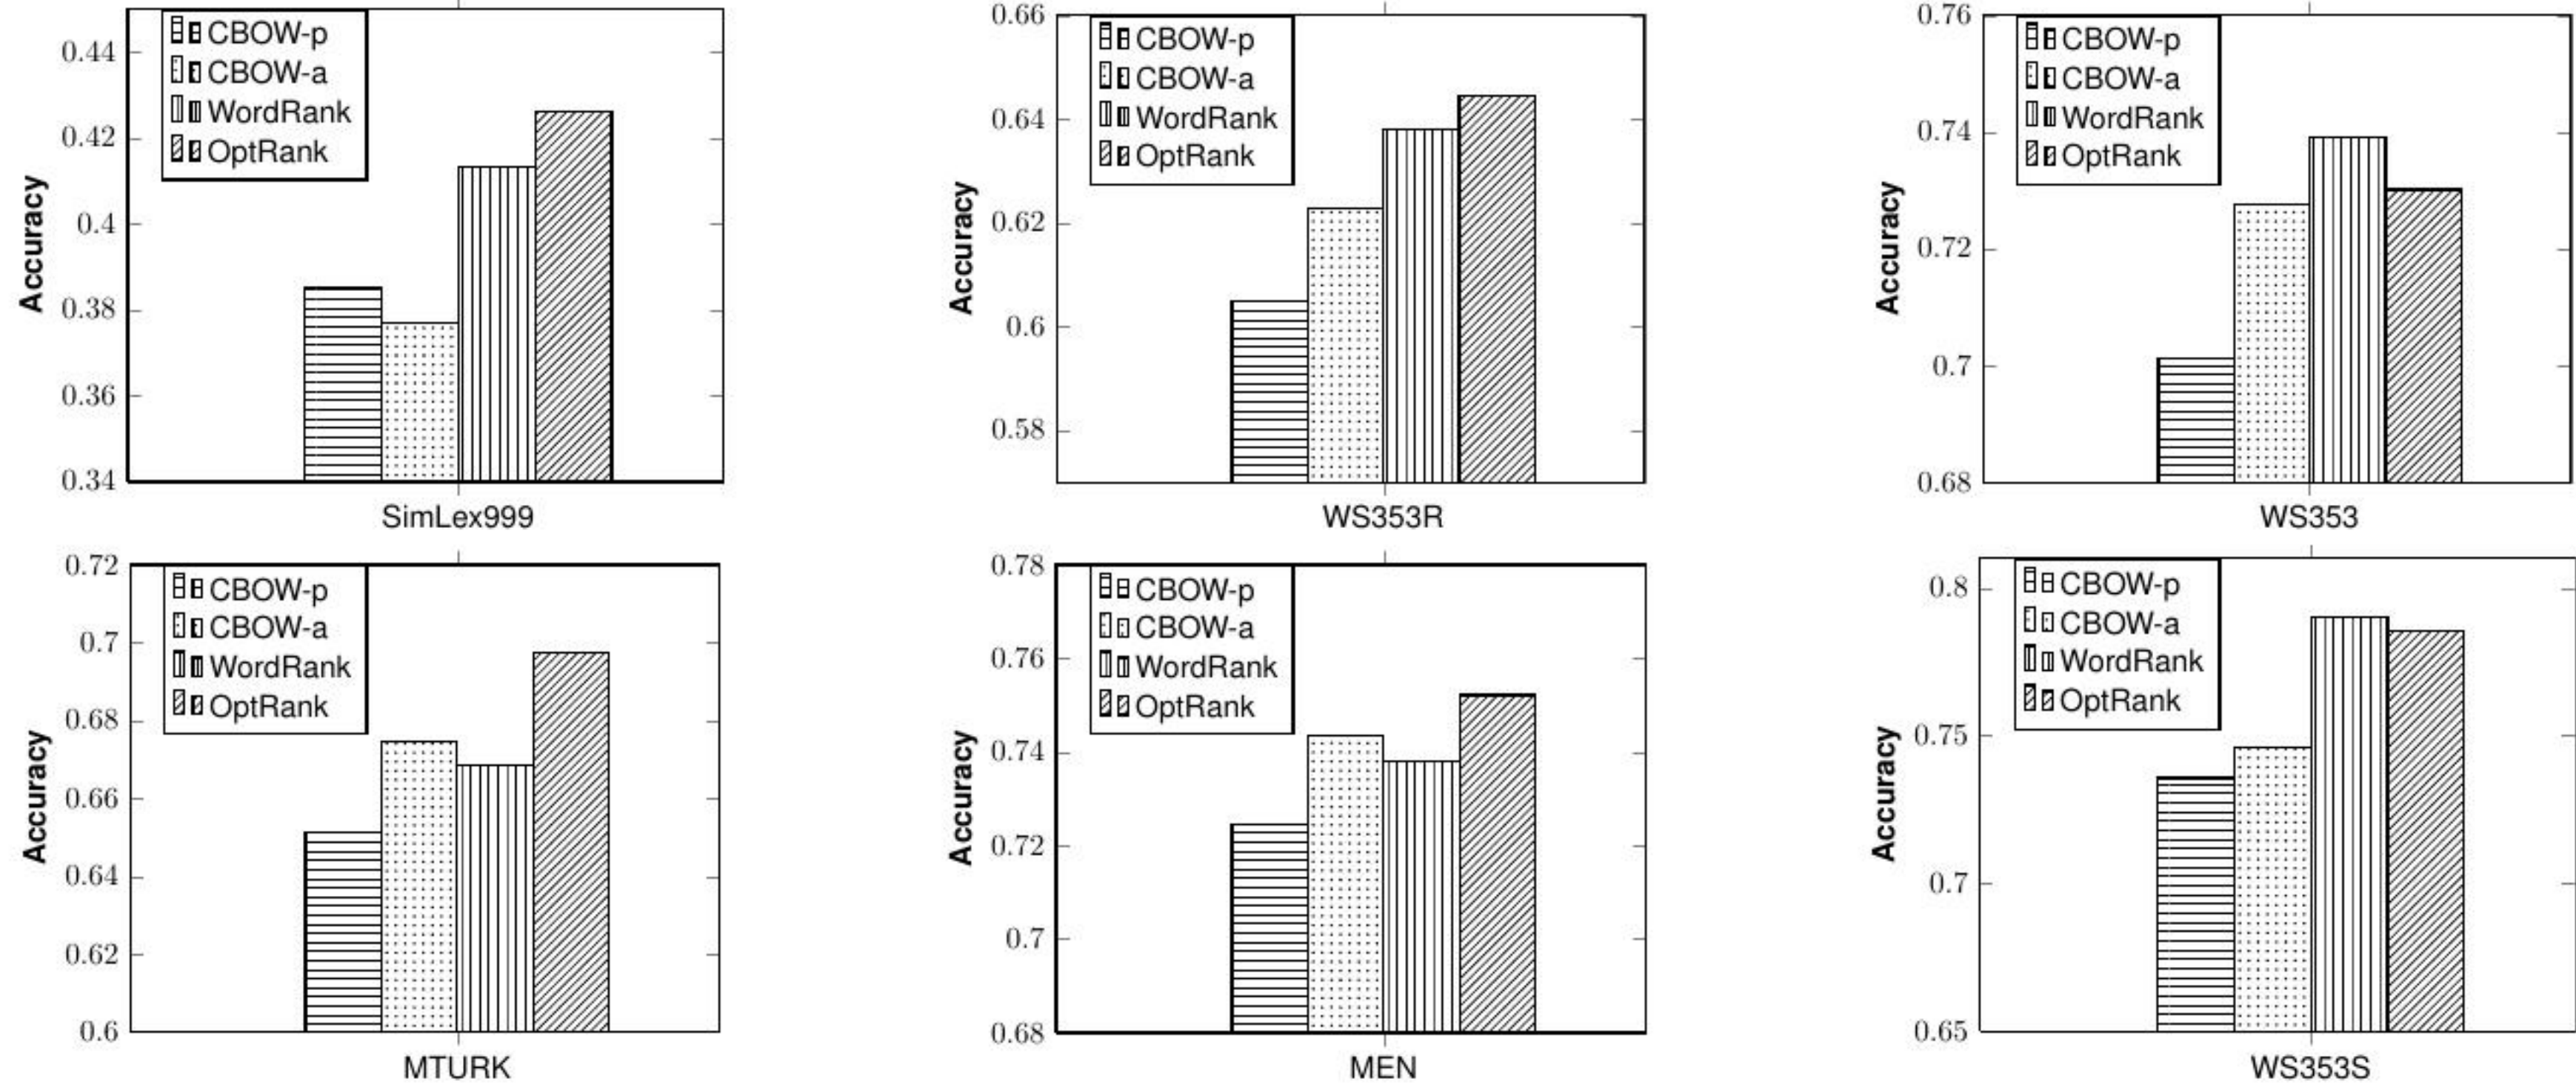 0.44
0.42
0.4
0.38
0.36
0.34
Accuracy
CBOW-p
CBOW-a
WordRank
OptRank
SimLex999
0.66
0.64
0.62
0.6
0.58
Accuracy
CBOW-p
CBOW-a
WordRank
OptRank
WS353R
0.76
0.74
0.72
0.7
0.68
Accuracy
CBOW-p
CBOW-a
WordRank
OptRank
WS353
0.72
0.7
0.68
0.66
0.64
0.62
0.6
Accuracy
CBOW-p
CBOW-a
WordRank
OptRank
MTURK
0.78
0.76
0.74
0.72
0.7
0.68
Accuracy
CBOW-p
CBOW-a
WordRank
OptRank
MEN
0.8
0.75
0.7
0.65
Accuracy
CBOW-p
CBOW-a
WordRank
OptRank
WS353S